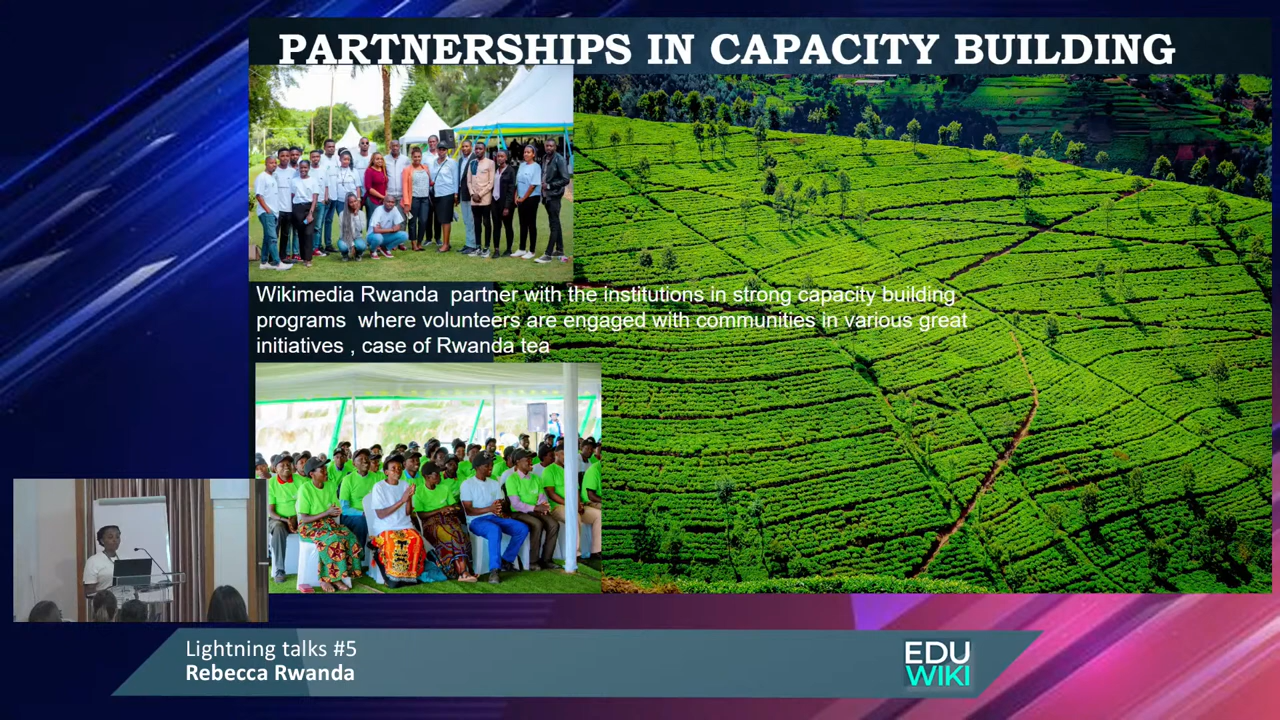 PARTNERSHIPS IN CAPACITY BUILDING
Wikimedia Rwanda partner with the institutions in strong capacity building
programs where volunteers are engaged with communities in various great
initiatives , case of Rwanda tea
Lightning talks #5
Rebecca Rwanda
EDU
WIKI